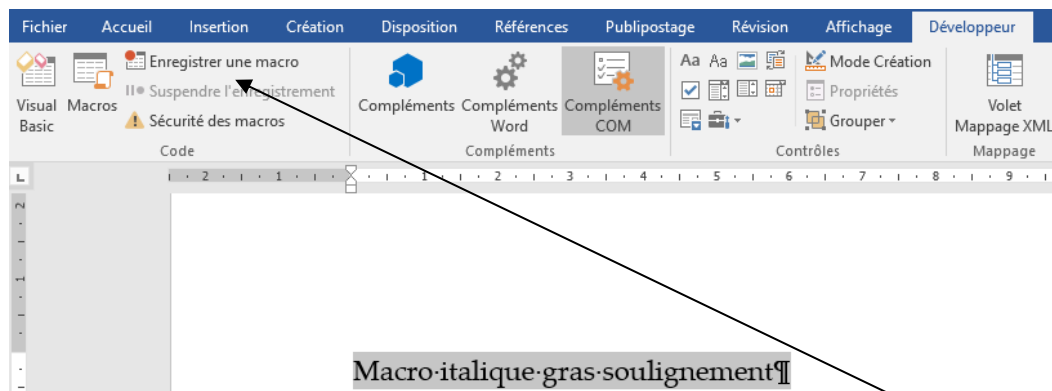 Fichier Accueil Insertion Création Disposition Références Publipostage Révision Affichage Développeur
Visual Basic
Macros
Enregistrer une macro
Suspendre l'enregistrement
Sécurité des macros
Code
Compléments
Compléments Word
Compléments COM
Compléments
Aa Aa
Mode Création
Propriétés
Grouper
Contrôles
Volet
Mappage XML
Mappage
L 2 1 1 2 3 4 5 6 7 8 9
2
1
Macro·italique·gras·soulignement¶